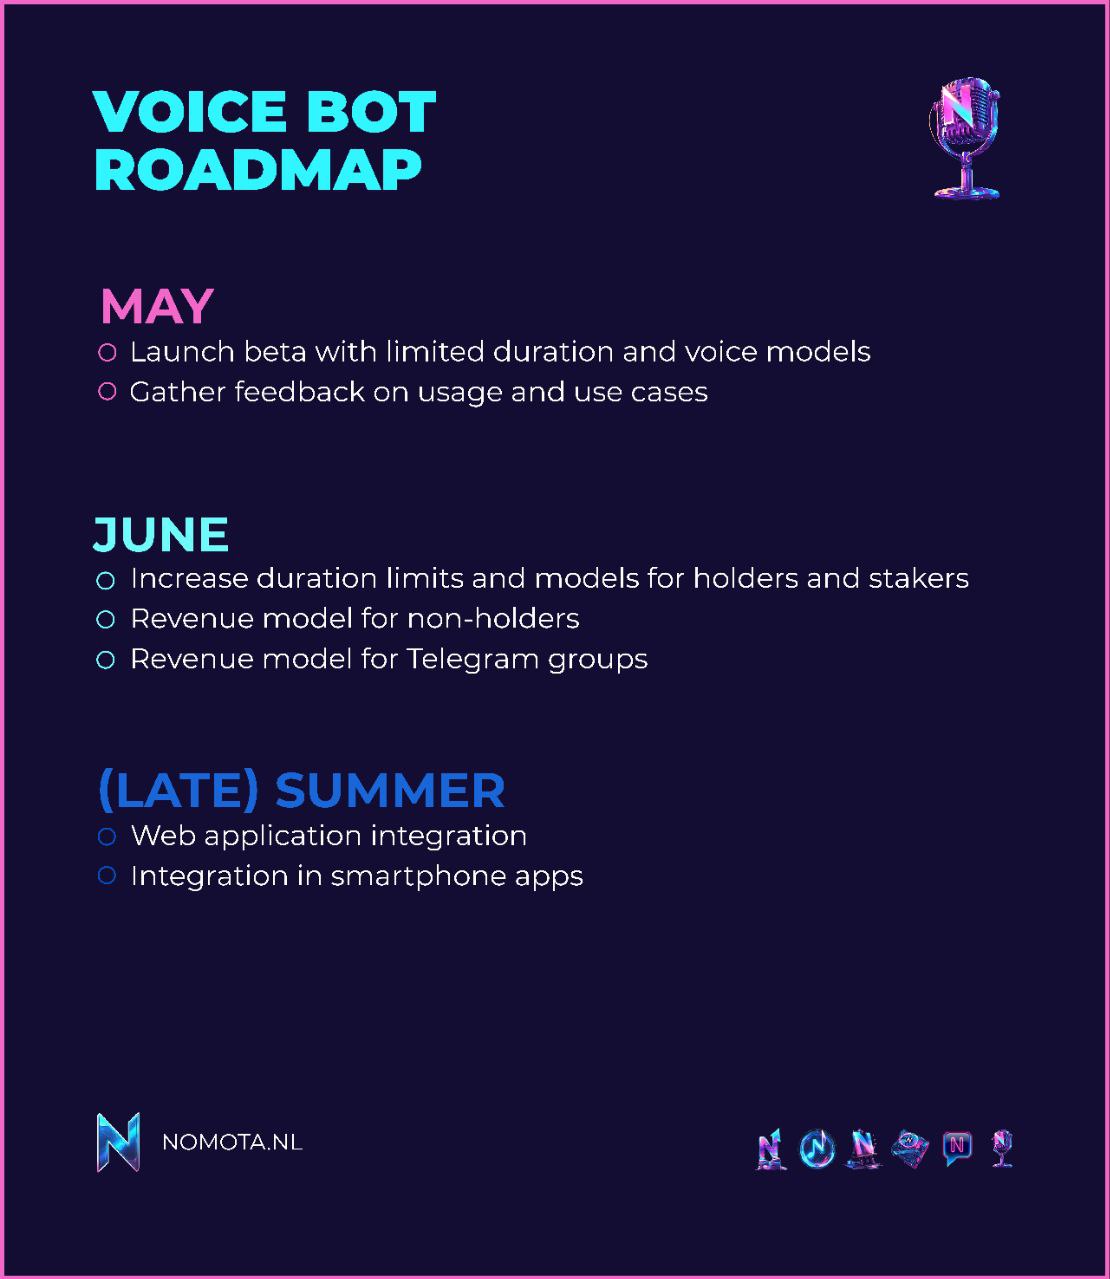 VOICE BOT
ROADMAP
MAY
Launch beta with limited duration and voice models
Gather feedback on usage and use cases
JUNE
Increase duration limits and models for holders and stakers
Revenue model for non-holders
Revenue model for Telegram groups
(LATE) SUMMER
Web application integration
Integration in smartphone apps
NOMOTA.NL